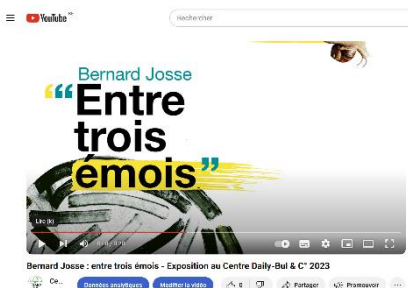 YouTube
Rechercher
Bernard Josse
““Entre
trois
émois”
Lire (k)
Bernard Josse : entre trois émois - Exposition au Centre Daily-Bul & C° 2023
Ce...
Données analytiques
Modifier la vidéo
Partager
Promouvoir